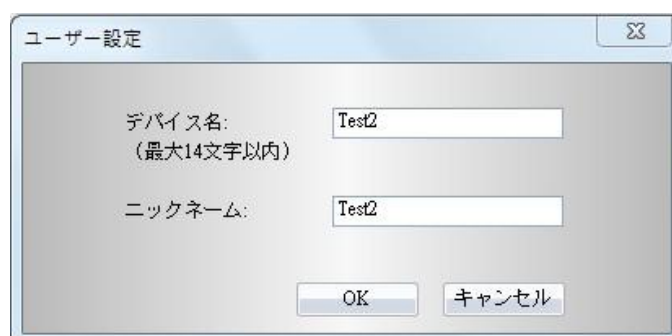 ユーザー設定
デバイス名:
Test2
（最大14文字以内）
ニックネーム:
Test2
OK
キャンセル